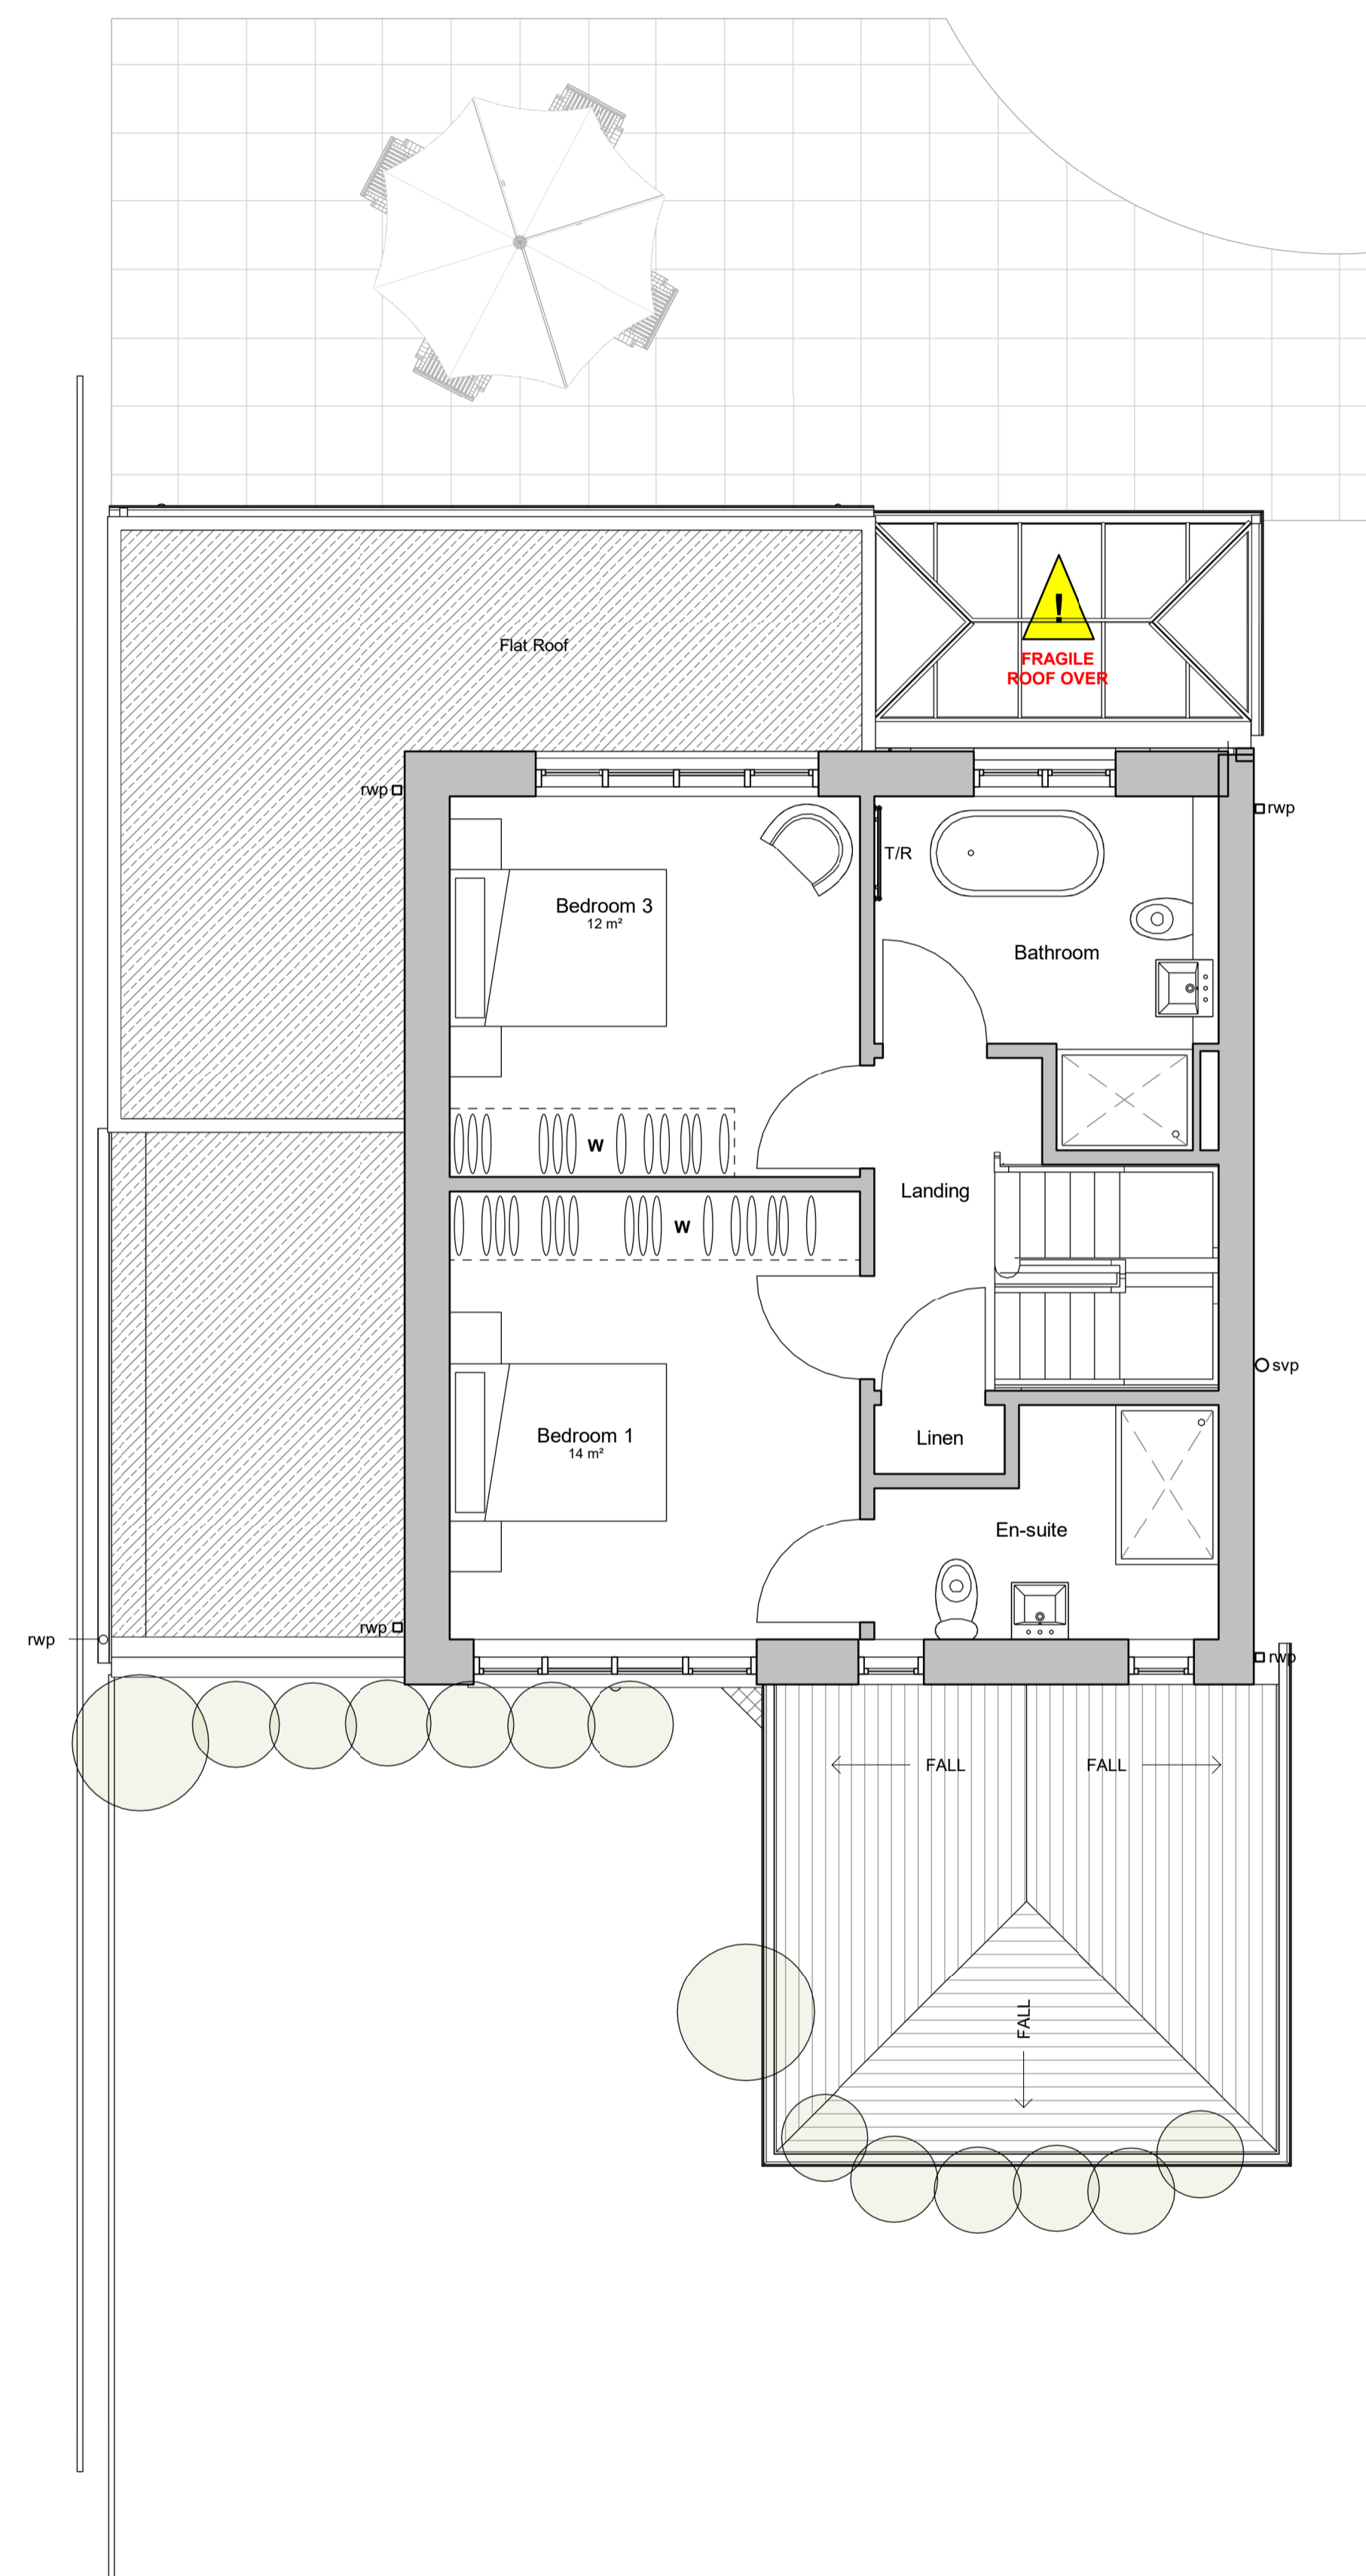 Flat Roof
!
FRAGILE
ROOF OVER
rwp
rwp
T/R
Bedroom 3
12 m²
Bathroom
W
Landing
W
svp
Bedroom 1
14 m²
Linen
En-suite
rwp
rwp
rwp
FALL
FALL
FALL